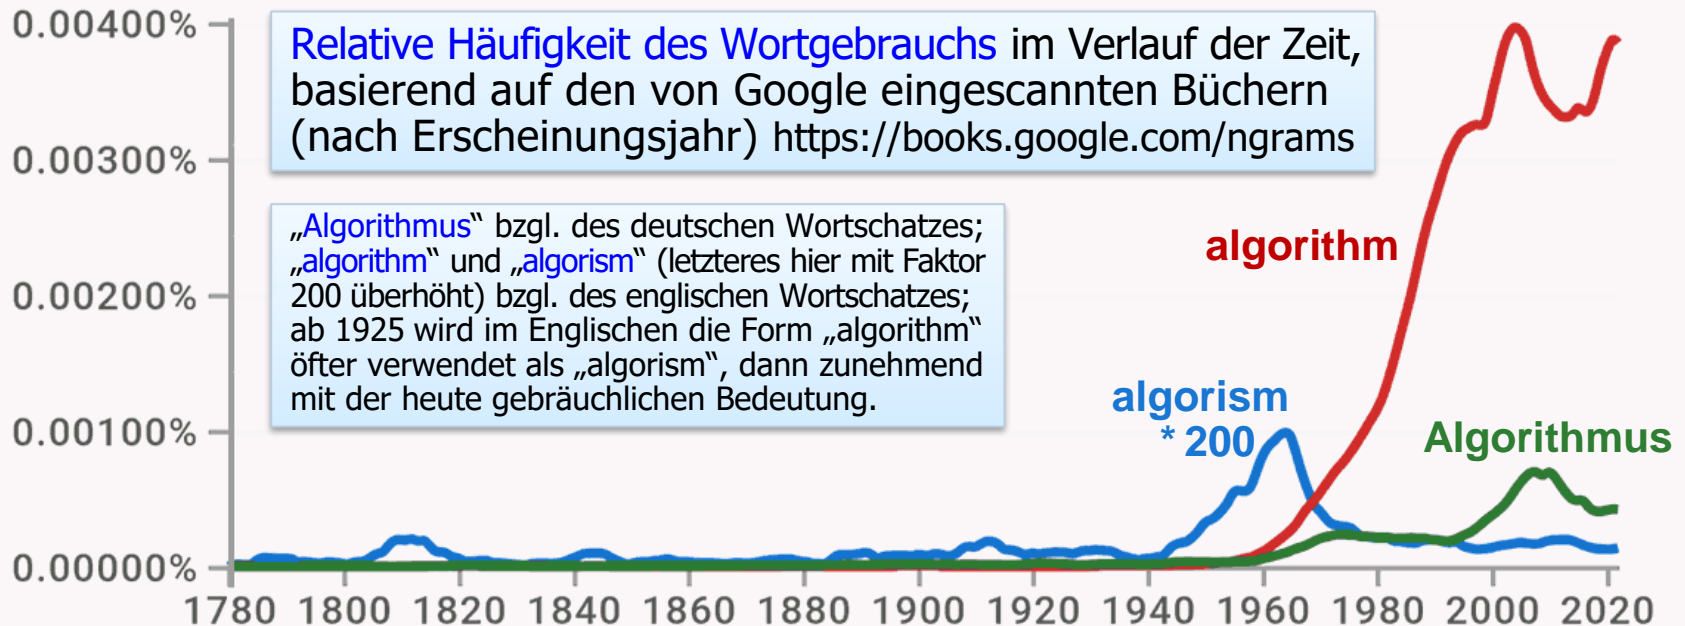 0.00400%
Relative Häufigkeit des Wortgebrauchs im Verlauf der Zeit,
basierend auf den von Google eingescannten Büchern
(nach Erscheinungsjahr) https://books.google.com/ngrams
0.00300%
„Algorithmus“ bzgl. des deutschen Wortschatzes;
„algorithm“ und „algorism“ (letzteres hier mit Faktor
200 überhöht) bzgl. des englischen Wortschatzes;
ab 1925 wird im Englischen die Form „algorithm“
öfter verwendet als „algorism“, dann zunehmend
mit der heute gebräuchlichen Bedeutung.
algorithm
0.00200%
algorism
* 200
Algorithmus
0.00100%
0.00000%
1780 1800 1820 1840 1860 1880 1900 1920 1940 1960 1980 2000 2020